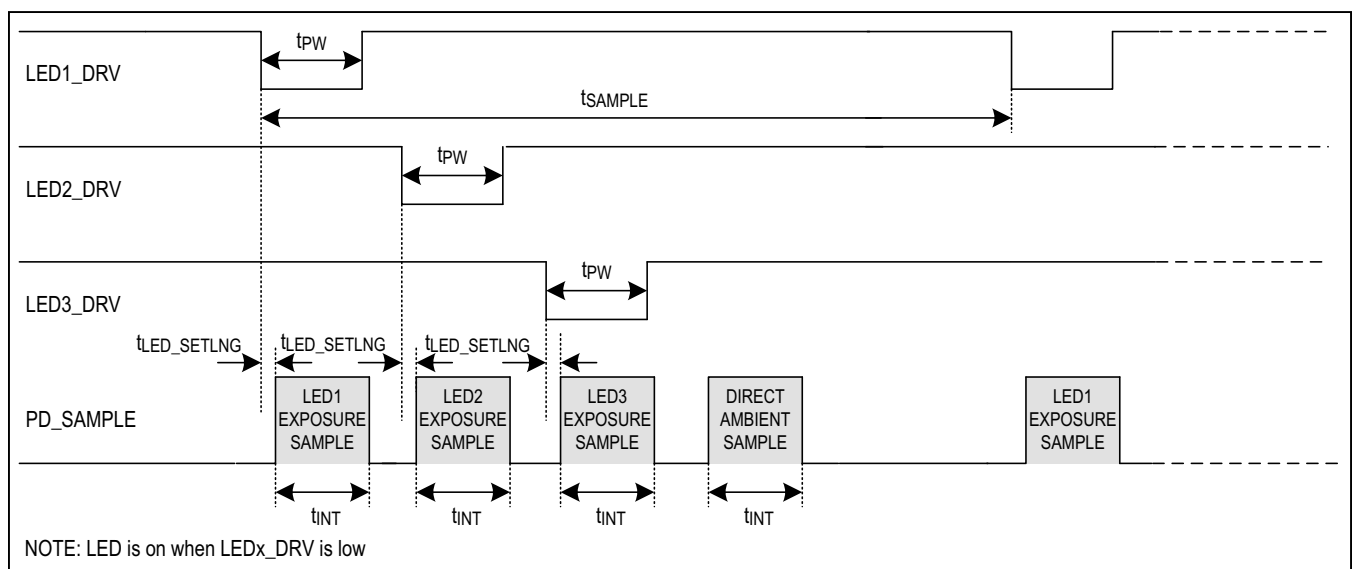 tPW
LED1_DRV
tSAMPLE
tPW
LED2_DRV
tPW
LED3_DRV
tLED_SETLNG tLED_SETLNG tLED_SETLNG
PD_SAMPLE
LED1
EXPOSURE
SAMPLE
LED2
EXPOSURE
SAMPLE
LED3
EXPOSURE
SAMPLE
DIRECT
AMBIENT
SAMPLE
LED1
EXPOSURE
SAMPLE
tINT tINT tINT tINT
NOTE: LED is on when LEDx_DRV is low